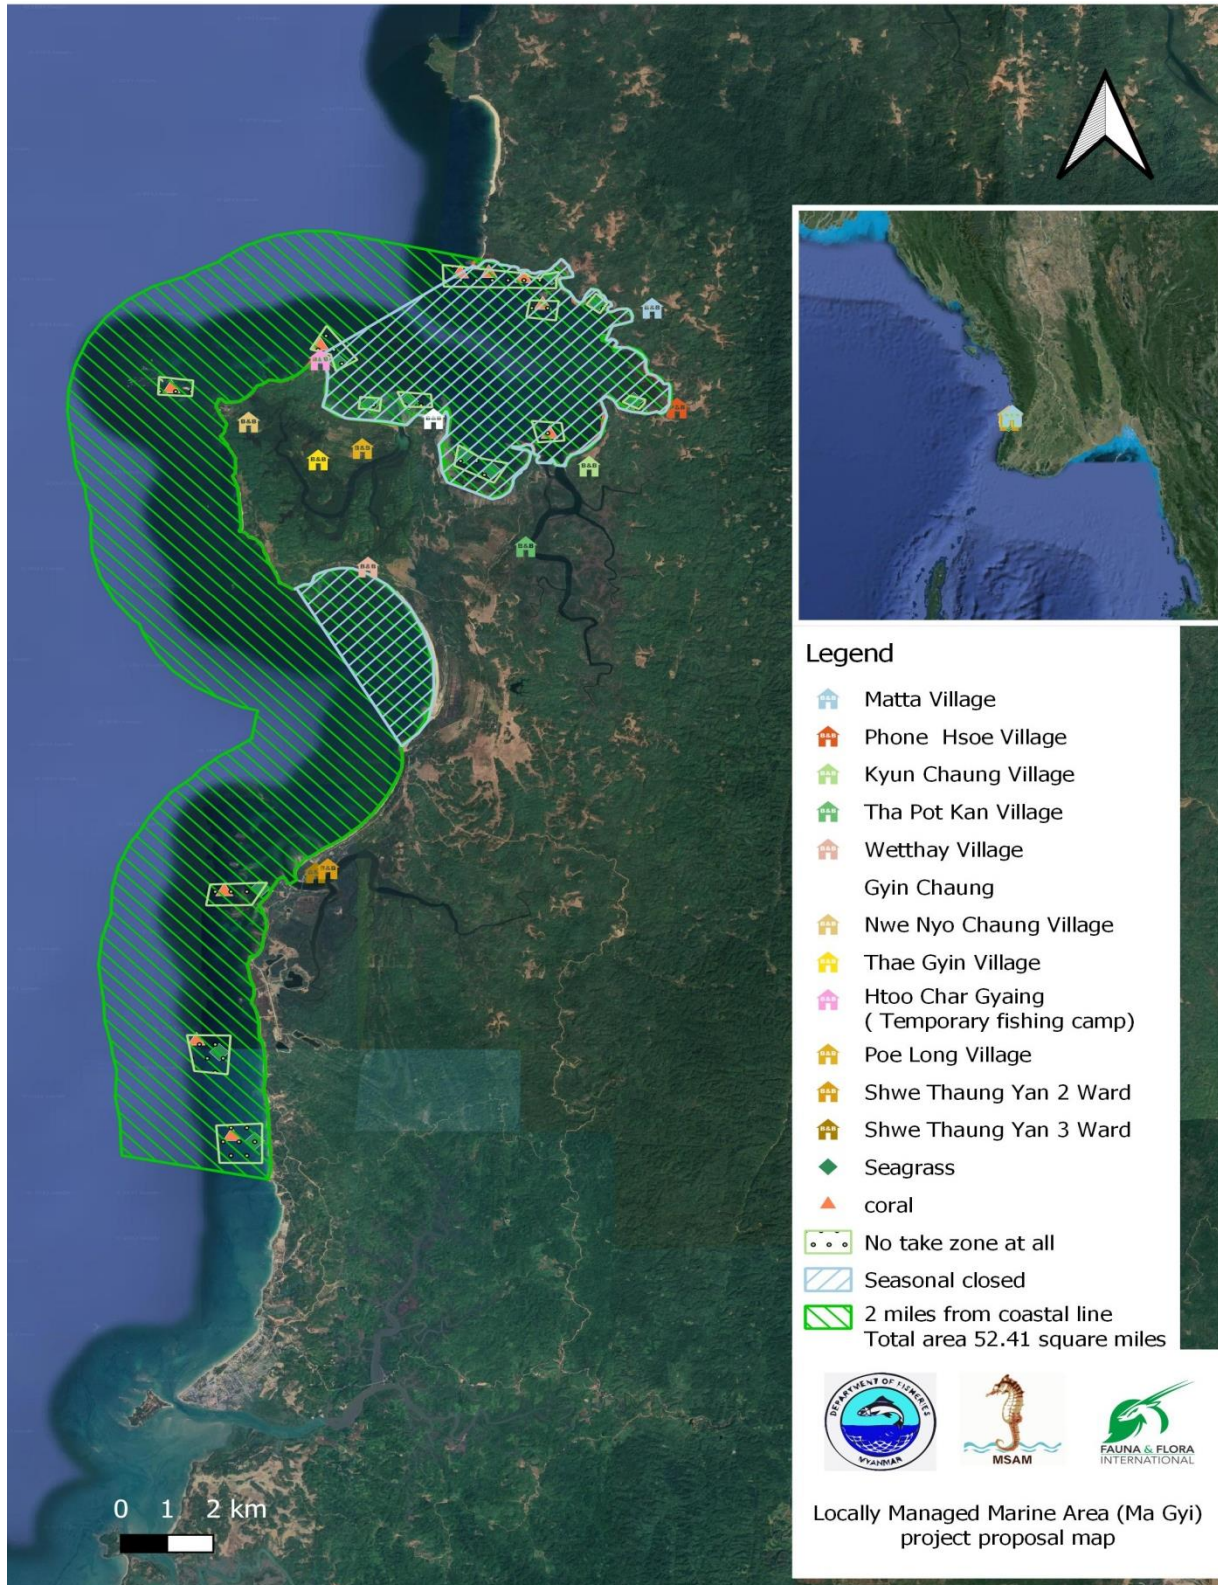 Legend
Matta Village
Phone Hsoe Village
Kyun Chaung Village
Tha Pot Kan Village
Wetthay Village
Gyin Chaung
Nwe Nyo Chaung Village
Thae Gyin Village
Htoo Char Gyaing
( Temporary fishing camp)
Poe Long Village
Shwe Thaung Yan 2 Ward
Shwe Thaung Yan 3 Ward
Seagrass
coral
No take zone at all
Seasonal closed
2 miles from coastal line
Total area 52.41 square miles
DEPARTMENT OF FISHERIES
MYANMAR
MSAM
FAUNA & FLORA
INTERNATIONAL
Locally Managed Marine Area (Ma Gyi)
project proposal map
0 1 2 km